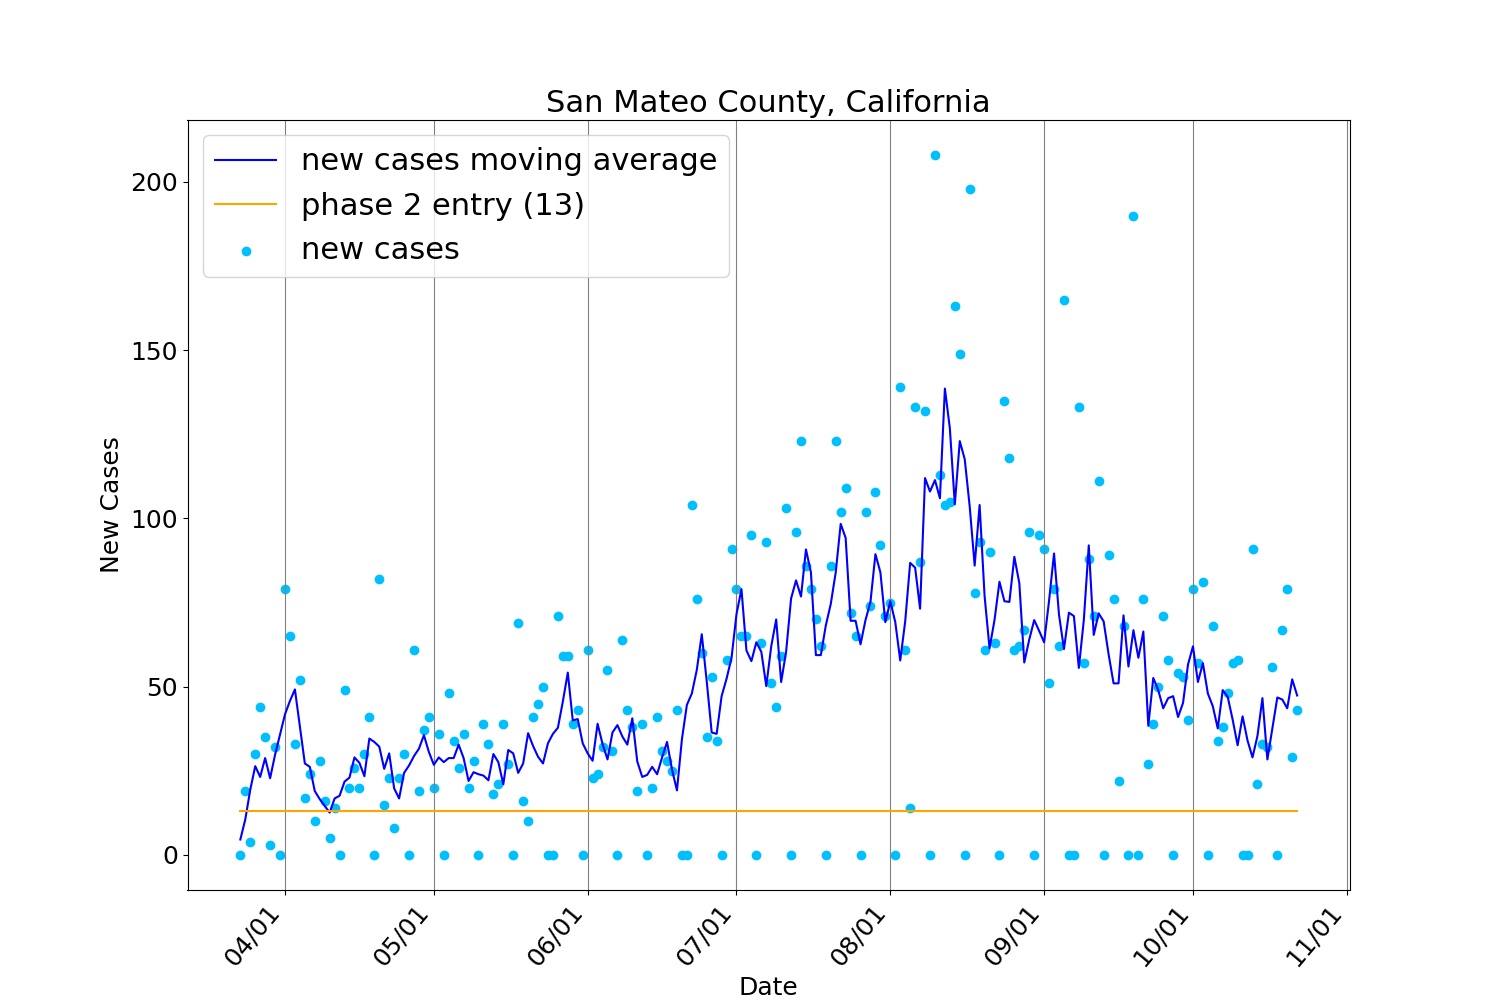 San Mateo County, California
new cases moving average
phase 2 entry (13)
new cases
200
150
100
50
0
New Cases
04/01
05/01
06/01
07/01
08/01
09/01
10/01
11/01
Date